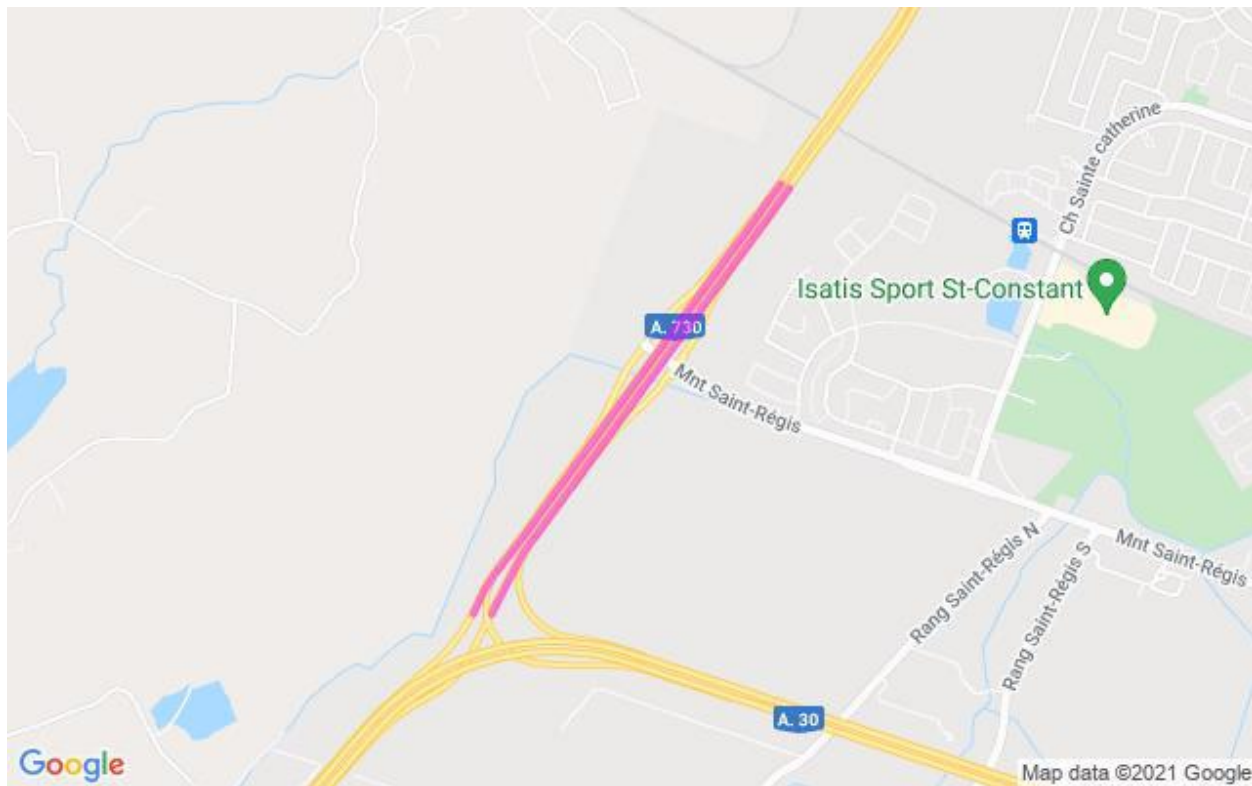 Ch Sainte catherine
Isatis Sport St-Constant
A. 730
Mnt Saint-Régis
Rang Saint-Régis N
Rang Saint-Régis S
Mnt Saint-Régis
A. 30
Google
Map data ©2021 Google